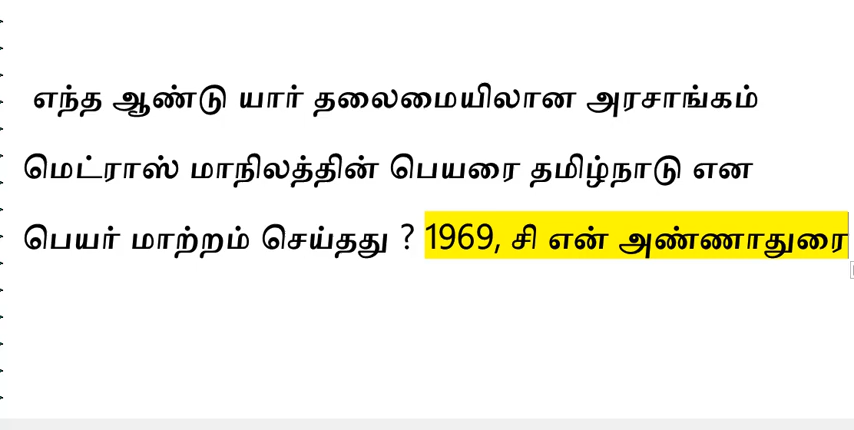 எந்த ஆண்டு யார் தலைமையிலான அரசாங்கம்
மெட்ராஸ் மாநிலத்தின் பெயரை தமிழ்நாடு என
பெயர் மாற்றம் செய்தது ? 1969, சி என் அண்ணாதுரை